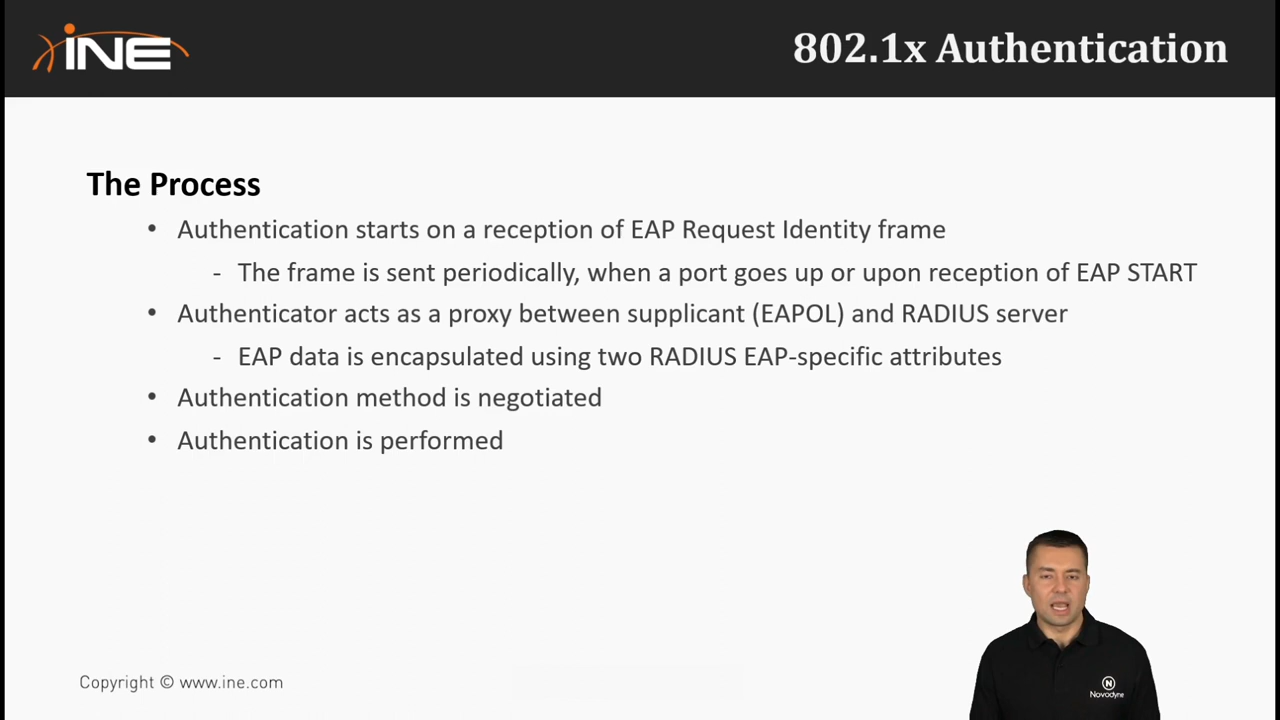 iNE
802.1x Authentication
The Process
• Authentication starts on a reception of EAP Request Identity frame
- The frame is sent periodically, when a port goes up or upon reception of EAP START
• Authenticator acts as a proxy between supplicant (EAPOL) and RADIUS server
- EAP data is encapsulated using two RADIUS EAP-specific attributes
• Authentication method is negotiated
• Authentication is performed
N
Novodyne
Copyright © www.ine.com